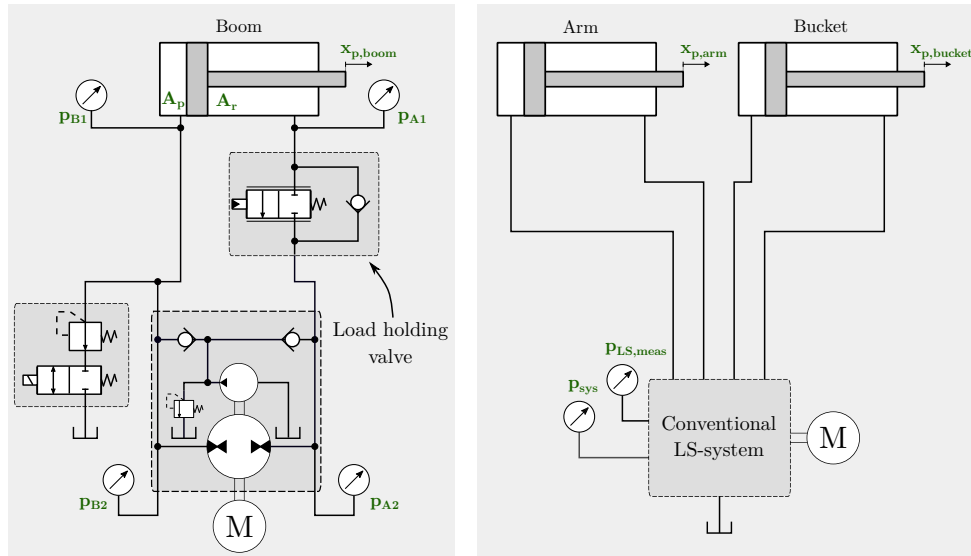 Boom
x_p,boom
A_p
A_r
p_B1
p_A1
Load holding
valve
p_B2
p_A2
M
Arm
Bucket
x_p,arm
x_p,bucket
p_LS,meas
p_sys
Conventional
LS-system
M